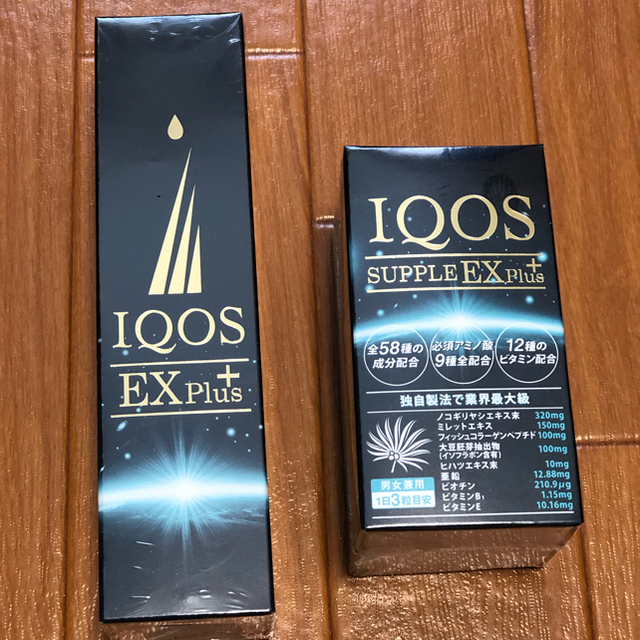 IQOS
EX Plus+
IQOS
SUPPLE EX Plus+
全58種の
成分配合
必須アミノ酸
9種全配合
12種の
ビタミン配合
独自製法で業界最大級
ノコギリヤシエキス末 320mg
ミレットエキス 150mg
フィッシュコラーゲンペプチド 100mg
大豆胚芽抽出物
(イソフラボン含有) 100mg
ヒハツエキス末 10mg
亜鉛 12.88mg
ビオチン 210.9μg
ビタミンB₁ 1.15mg
ビタミンE 10.16mg
男女兼用
1日3粒目安